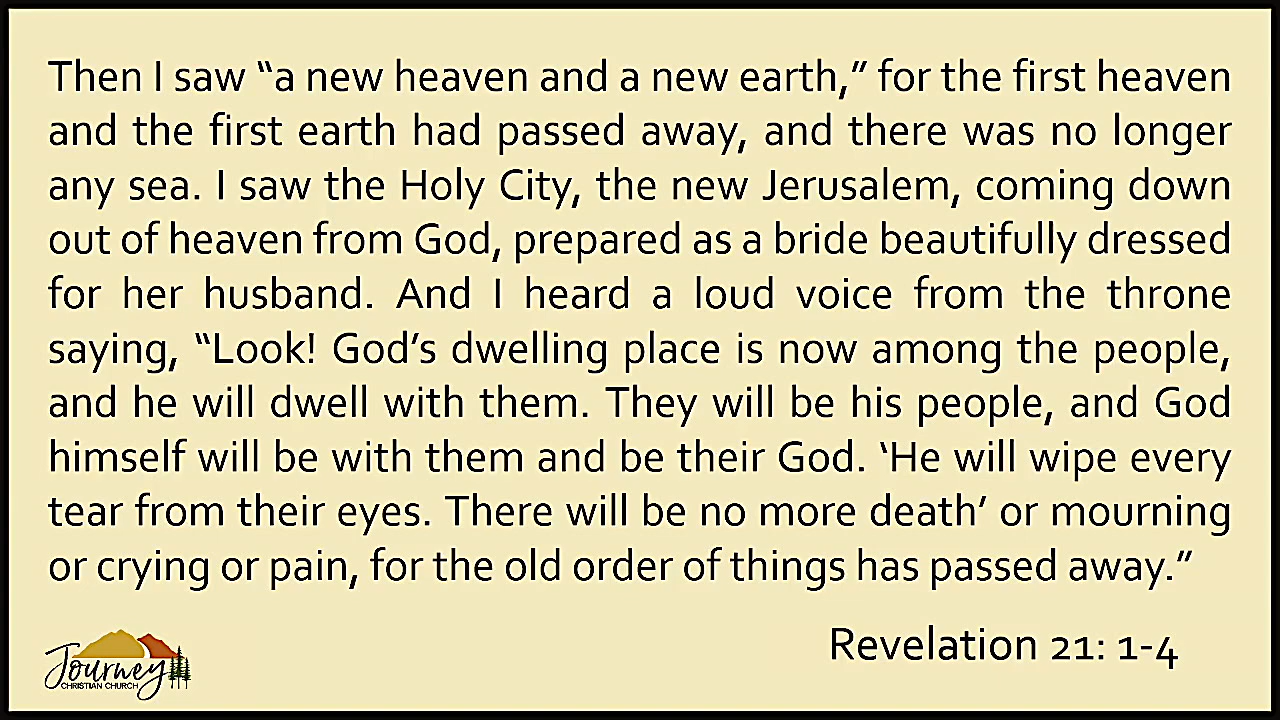 Then I saw “a new heaven and a new earth,” for the first heaven
and the first earth had passed away, and there was no longer
any sea. I saw the Holy City, the new Jerusalem, coming down
out of heaven from God, prepared as a bride beautifully dressed
for her husband. And I heard a loud voice from the throne
saying, “Look! God’s dwelling place is now among the people,
and he will dwell with them. They will be his people, and God
himself will be with them and be their God. ‘He will wipe every
tear from their eyes. There will be no more death’ or mourning
or crying or pain, for the old order of things has passed away.”
Revelation 21: 1-4
Journey
CHRISTIAN CHURCH